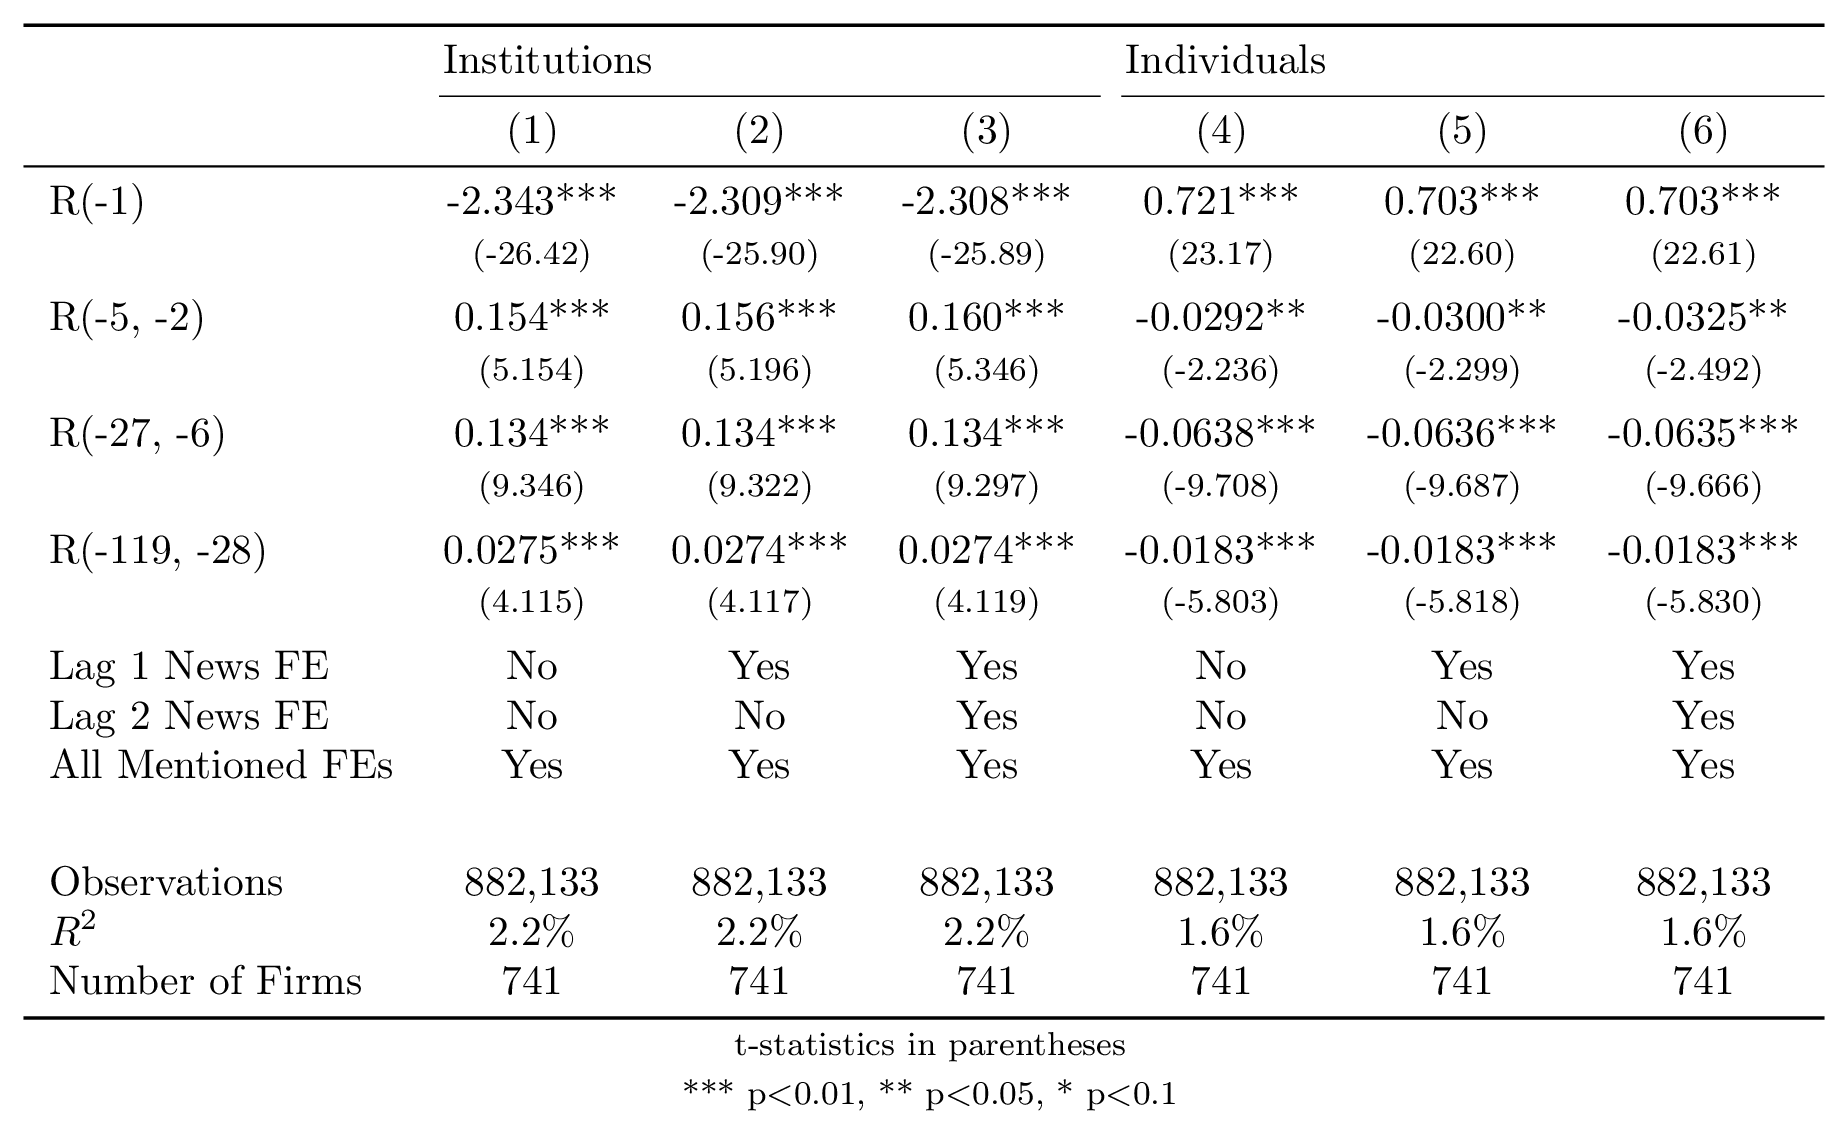 Institutions Individuals
(1) (2) (3) (4) (5) (6)
R(-1) -2.343*** -2.309*** -2.308*** 0.721*** 0.703*** 0.703***
(-26.42) (-25.90) (-25.89) (23.17) (22.60) (22.61)
R(-5, -2) 0.154*** 0.156*** 0.160*** -0.0292** -0.0300** -0.0325**
(5.154) (5.196) (5.346) (-2.236) (-2.299) (-2.492)
R(-27, -6) 0.134*** 0.134*** 0.134*** -0.0638*** -0.0636*** -0.0635***
(9.346) (9.322) (9.297) (-9.708) (-9.687) (-9.666)
R(-119, -28) 0.0275*** 0.0274*** 0.0274*** -0.0183*** -0.0183*** -0.0183***
(4.115) (4.117) (4.119) (-5.803) (-5.818) (-5.830)
Lag 1 News FE No Yes Yes No Yes Yes
Lag 2 News FE No No Yes No No Yes
All Mentioned FEs Yes Yes Yes Yes Yes Yes
Observations 882,133 882,133 882,133 882,133 882,133 882,133
R² 2.2% 2.2% 2.2% 1.6% 1.6% 1.6%
Number of Firms 741 741 741 741 741 741
t-statistics in parentheses
*** p<0.01, ** p<0.05, * p<0.1